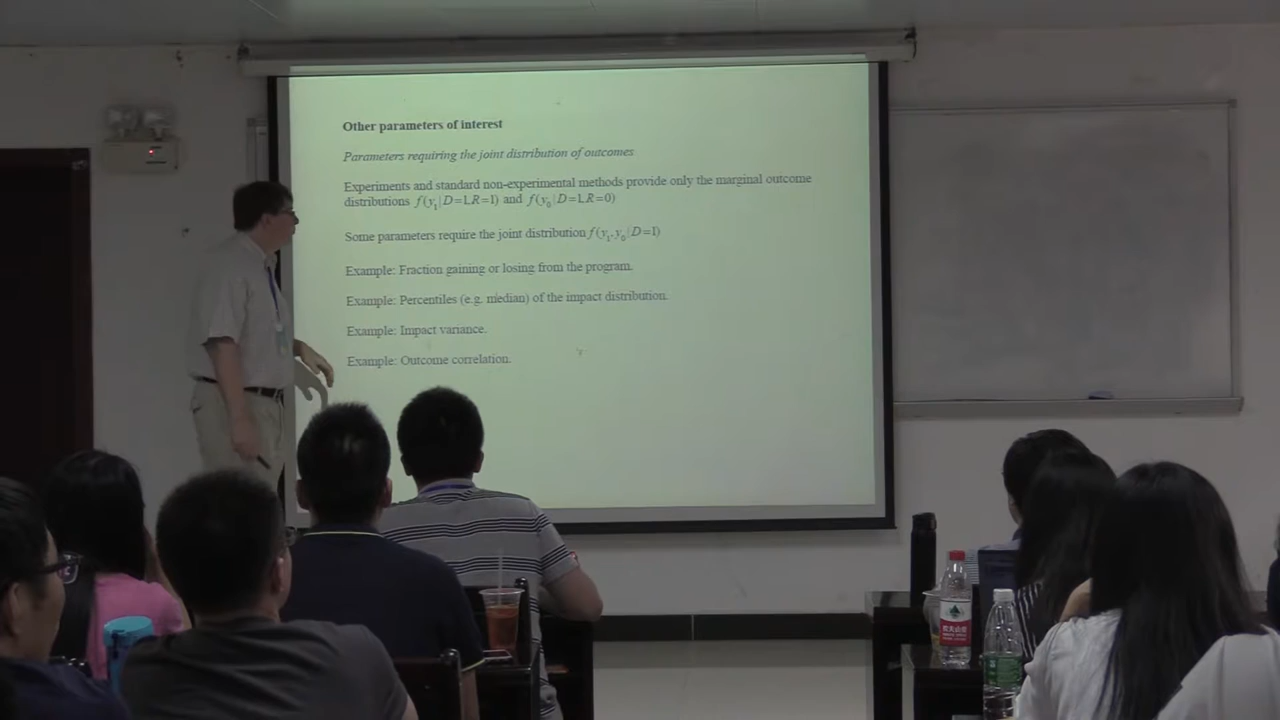 Other parameters of interest
Parameters requiring the joint distribution of outcomes
Experiments and standard non-experimental methods provide only the marginal outcome
distributions f(y₁|D=1,R=1) and f(y₀|D=1,R=0)
Some parameters require the joint distribution f(y₁,y₀|D=1)
Example: Fraction gaining or losing from the program.
Example: Percentiles (e.g. median) of the impact distribution.
Example: Impact variance.
Example: Outcome correlation.